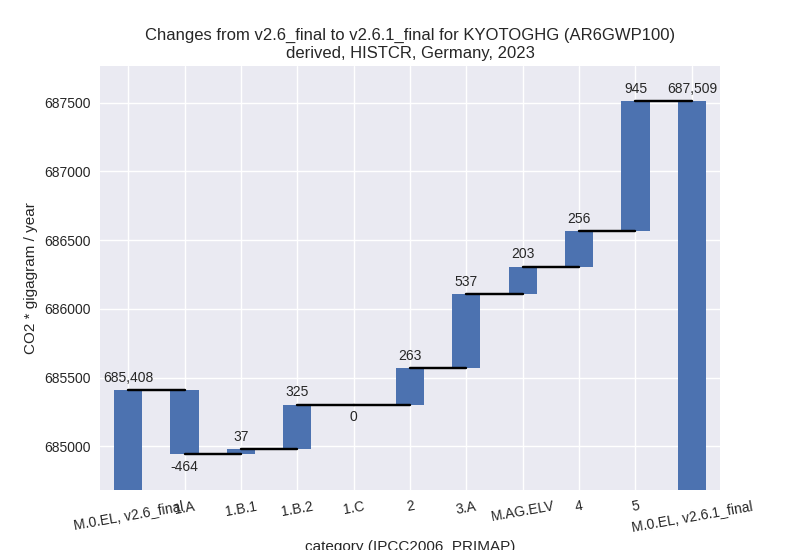 Changes from v2.6_final to v2.6.1_final for KYOTOGHG (AR6GWP100)
derived, HISTCR, Germany, 2023
CO2 * gigagram / year
687500
687000
686500
686000
685500
685000
685,408
-464
37
325
0
263
537
203
256
945
687,509
M.0.EL, v2.6_final
1.A
1.B.1
1.B.2
1.C
2
3.A
M.AG.ELV
4
5
M.0.EL, v2.6.1_final
category (IPCC2006_PRIMAP)